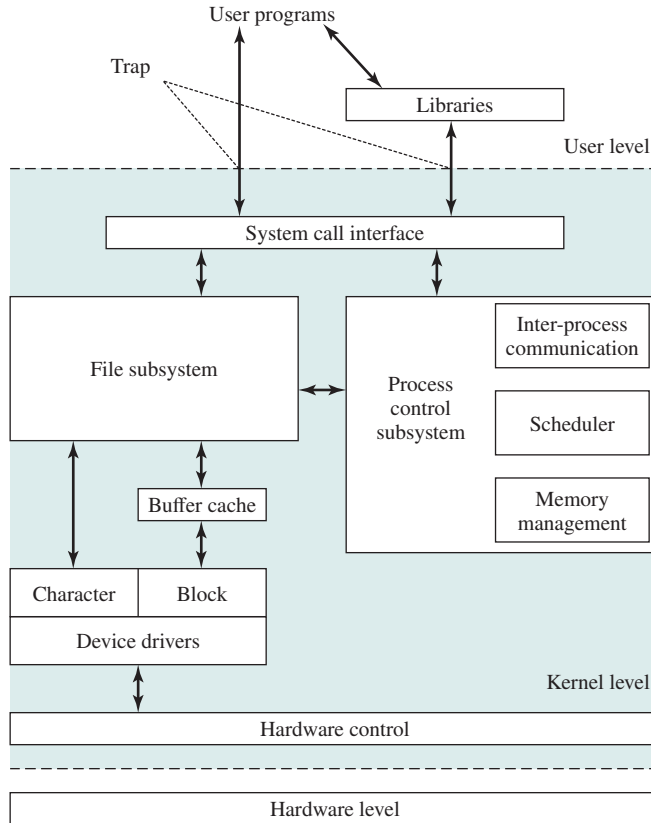 User programs
Trap
Libraries
User level
System call interface
File subsystem
Process
control
subsystem
Inter-process
communication
Scheduler
Memory
management
Buffer cache
Character
Block
Device drivers
Kernel level
Hardware control
Hardware level